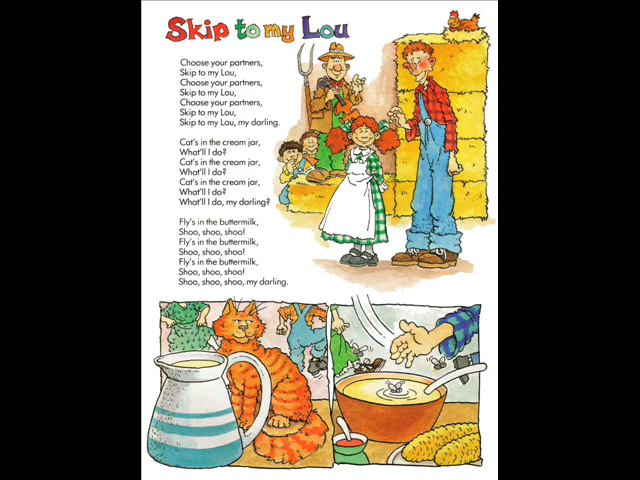 Skip to my Lou
Choose your partners,
Skip to my Lou,
Choose your partners,
Skip to my Lou,
Choose your partners,
Skip to my Lou,
Skip to my Lou, my darling.
Cat's in the cream jar,
What'll I do?
Cat's in the cream jar,
What'll I do?
Cat's in the cream jar,
What'll I do?
What'll I do, my darling?
Fly's in the buttermilk,
Shoo, shoo, shoo!
Fly's in the buttermilk,
Shoo, shoo, shoo!
Fly's in the buttermilk,
Shoo, shoo, shoo!
Shoo, shoo, shoo, my darling.